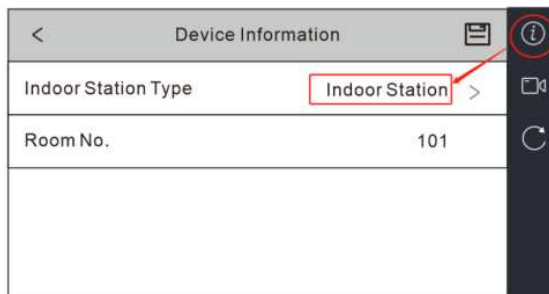 Device Information
Indoor Station Type Indoor Station >
Room No. 101